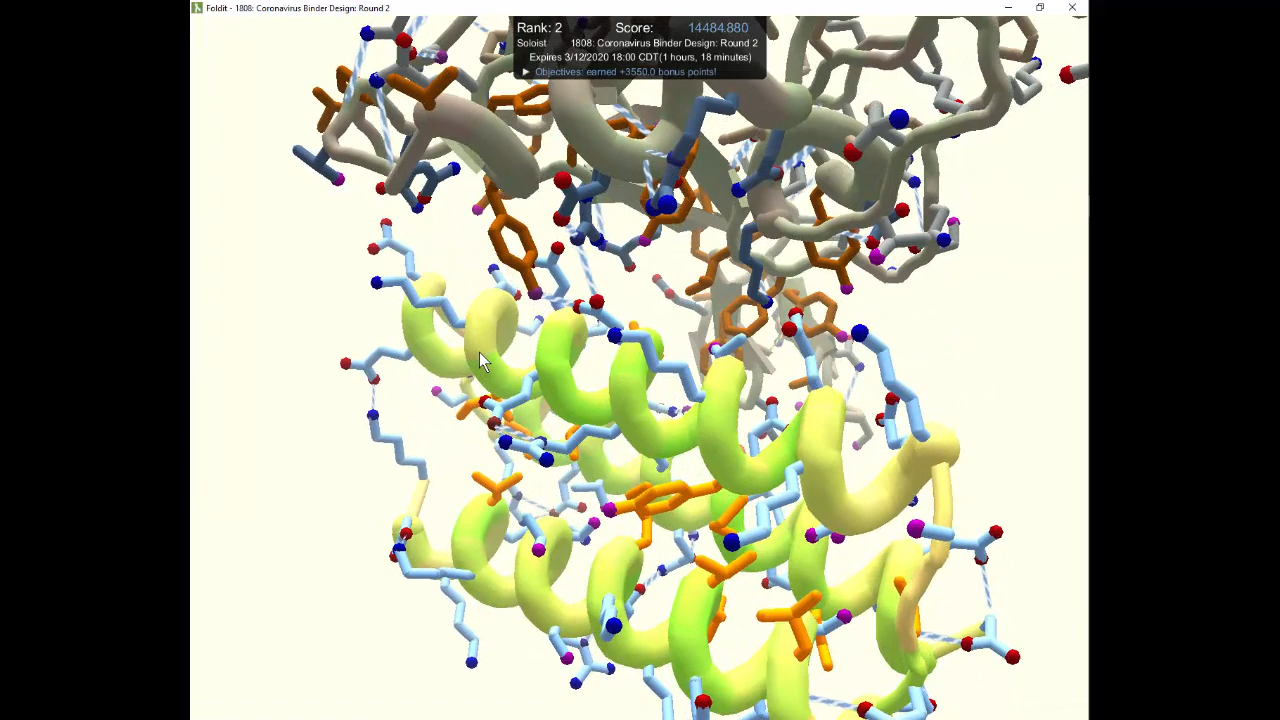 Foldit - 1808: Coronavirus Binder Design: Round 2
Rank: 2 Score: 14484.880
Soloist 1808: Coronavirus Binder Design: Round 2
Expires 3/12/2020 18:00 CDT(1 hours, 18 minutes)
Objectives: earned +3550.0 bonus points!